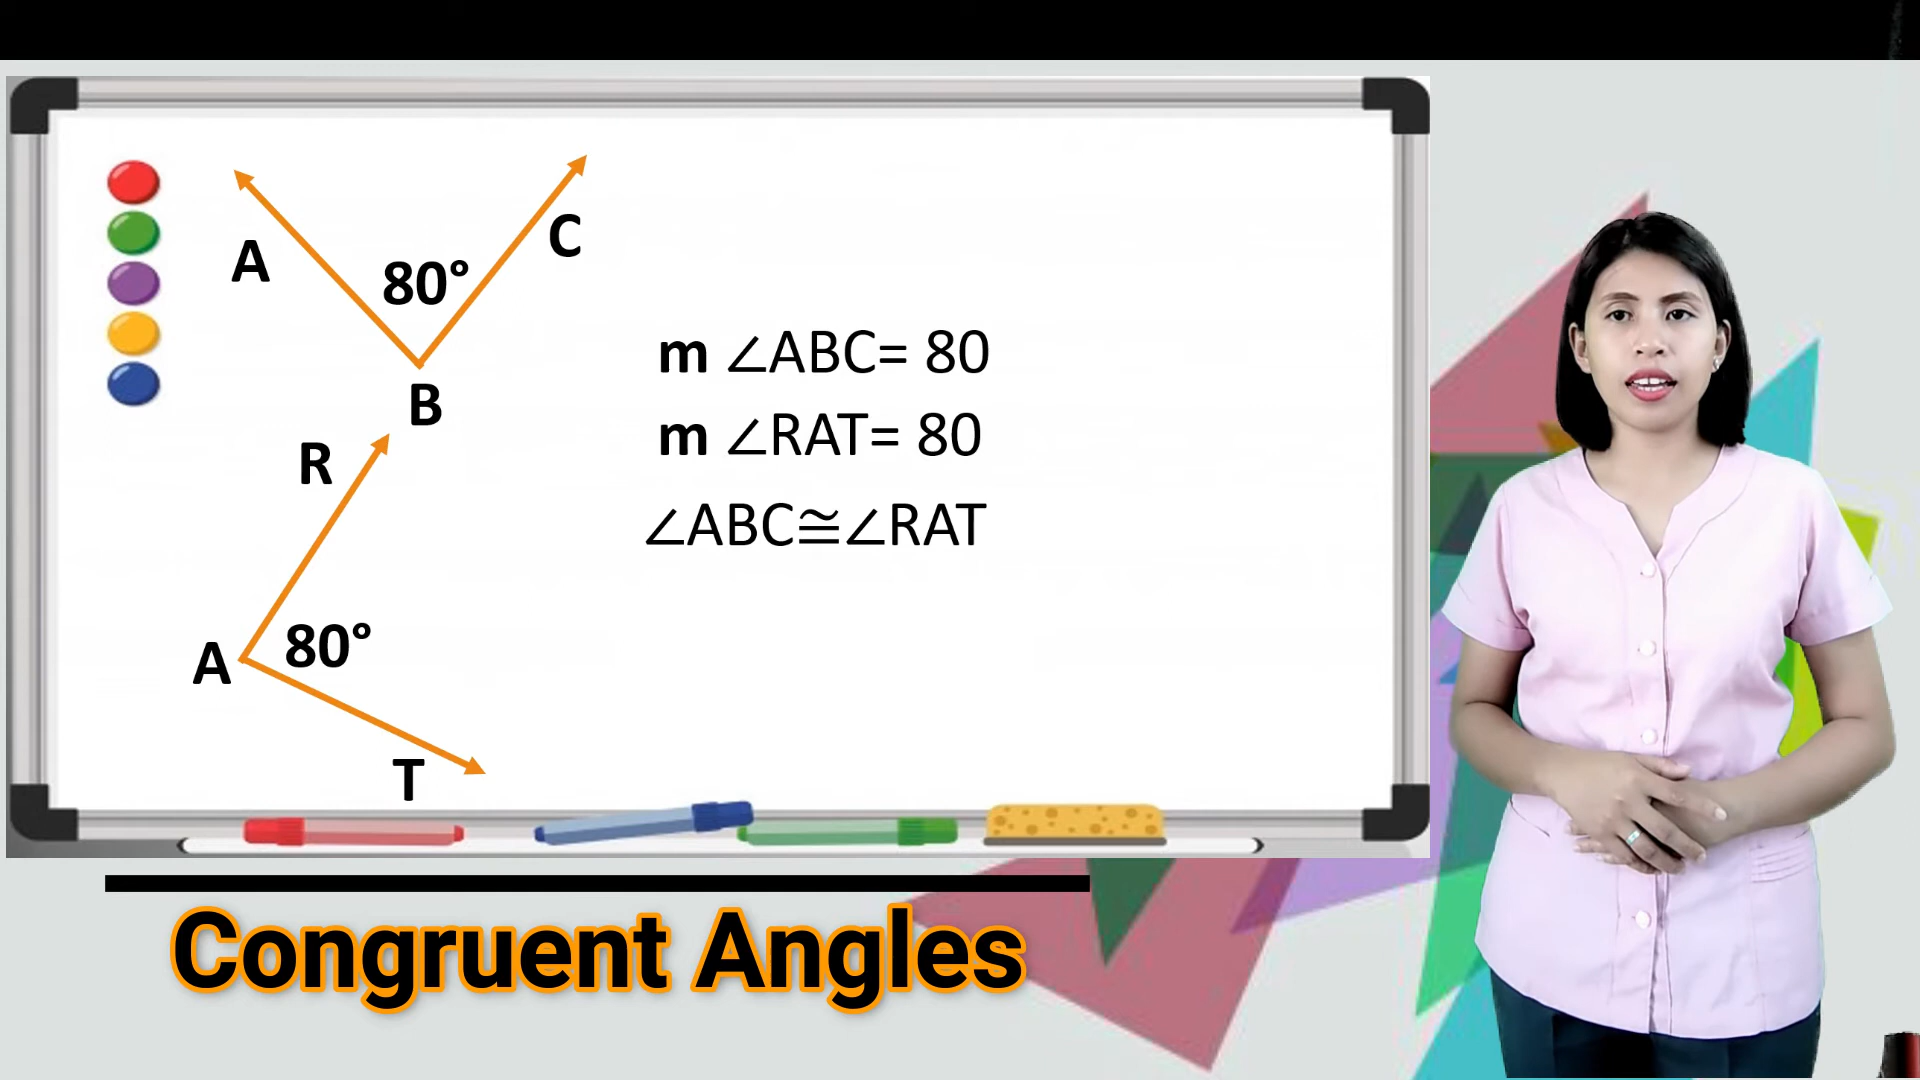 A
C
80°
B
m ∠ABC= 80
m ∠RAT= 80
∠ABC≅∠RAT
R
A
80°
T
Congruent Angles